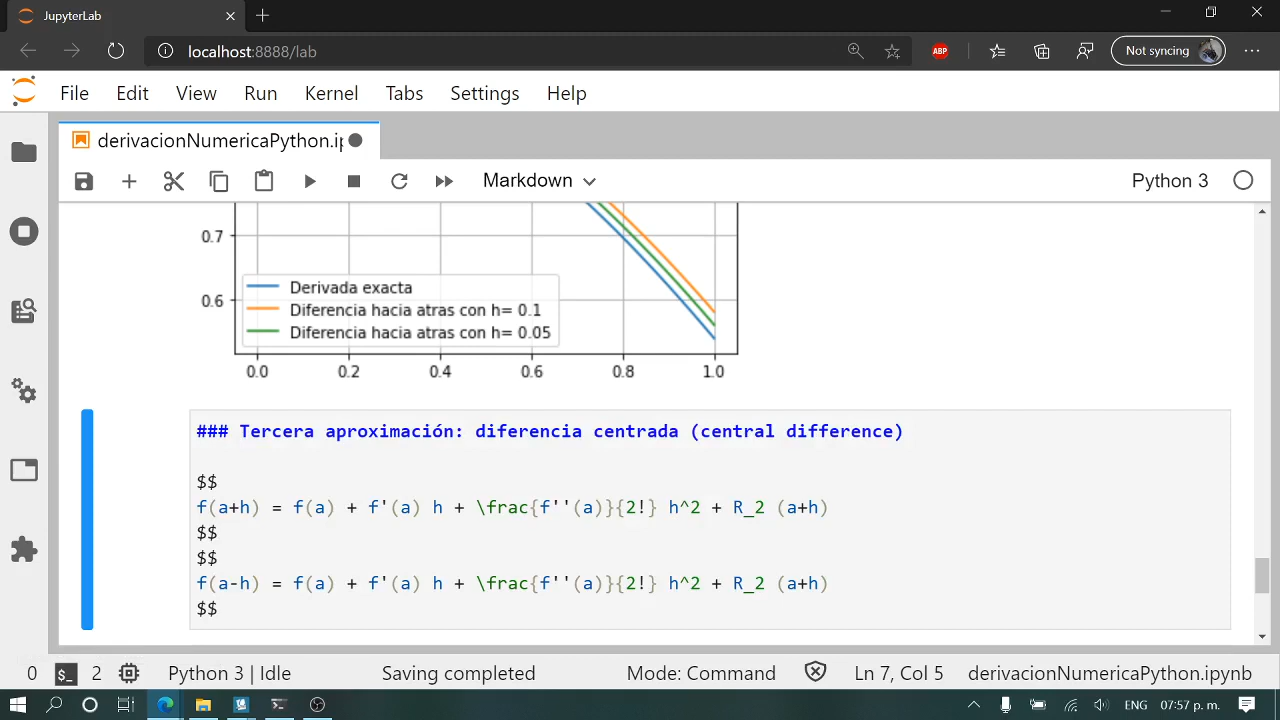 JupyterLab
localhost:8888/lab
ABP
Not syncing
File Edit View Run Kernel Tabs Settings Help
derivacionNumericaPython.ip
Markdown
Python 3
0.7
0.6
Derivada exacta
Diferencia hacia atras con h= 0.1
Diferencia hacia atras con h= 0.05
0.0 0.2 0.4 0.6 0.8 1.0
### Tercera aproximación: diferencia centrada (central difference)
$$
f(a+h) = f(a) + f'(a) h + \frac{f''(a)}{2!} h^2 + R_2 (a+h)
$$
$$
f(a-h) = f(a) + f'(a) h + \frac{f''(a)}{2!} h^2 + R_2 (a+h)
$$
0 $_ 2 Python 3 | Idle Saving completed Mode: Command Ln 7, Col 5 derivacionNumericaPython.ipynb
ENG 07:57 p. m.